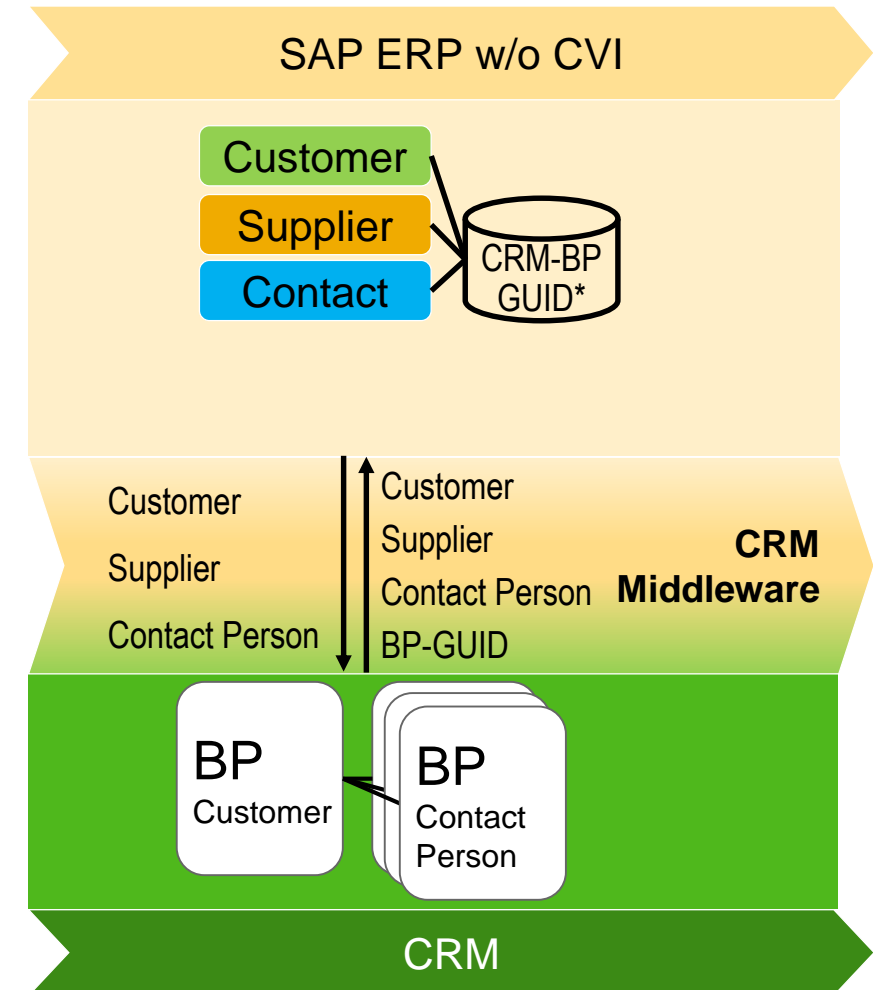 SAP ERP w/o CVI
Customer
Supplier
Contact
CRM-BP
GUID*
Customer
Supplier
Contact Person
Customer
Supplier
Contact Person
BP-GUID
CRM
Middleware
BP
Customer
BP
Contact
Person
CRM